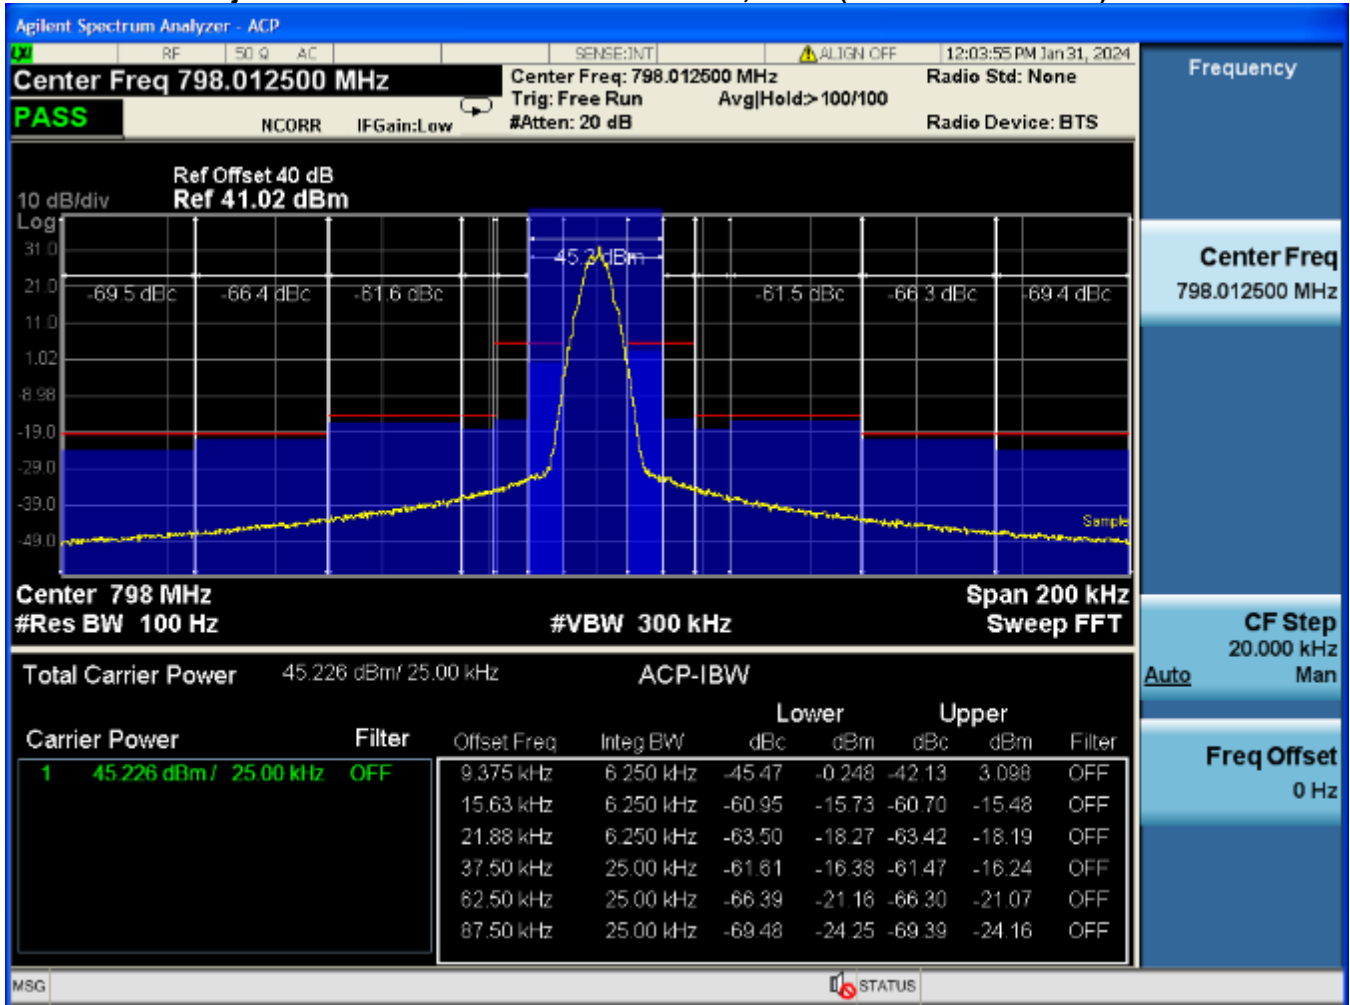 Agilent Spectrum Analyzer - ACP
LXI RF 50 Ω AC SENSE:INT ALIGN OFF 12:03:55 PM Jan 31, 2024
Center Freq 798.012500 MHz
Center Freq: 798.012500 MHz
Radio Std: None
Trig: Free Run Avg|Hold:>100/100
PASS
NCORR IFGain:Low
#Atten: 20 dB
Radio Device: BTS
Ref Offset 40 dB
10 dB/div Ref 41.02 dBm
Log
31.0
45.2 dBm
21.0
-69.5 dBc -66.4 dBc -61.6 dBc -61.5 dBc -66.3 dBc -69.4 dBc
11.0
1.02
-8.98
-19.0
-29.0
-39.0
Sample
-49.0
Center 798 MHz Span 200 kHz
#Res BW 100 Hz #VBW 300 kHz Sweep FFT
Total Carrier Power 45.226 dBm/ 25.00 kHz ACP-IBW
Lower Upper
Carrier Power Filter Offset Freq Integ BW dBc dBm dBc dBm Filter
1 45.226 dBm / 25.00 kHz OFF 9.375 kHz 6.250 kHz -45.47 -0.248 -42.13 3.098 OFF
15.63 kHz 6.250 kHz -60.95 -15.73 -60.70 -15.48 OFF
21.88 kHz 6.250 kHz -63.50 -18.27 -63.42 -18.19 OFF
37.50 kHz 25.00 kHz -61.61 -16.38 -61.47 -16.24 OFF
62.50 kHz 25.00 kHz -66.39 -21.16 -66.30 -21.07 OFF
87.50 kHz 25.00 kHz -69.48 -24.25 -69.39 -24.16 OFF
MSG STATUS
Frequency
Center Freq
798.012500 MHz
CF Step
20.000 kHz
Auto Man
Freq Offset
0 Hz